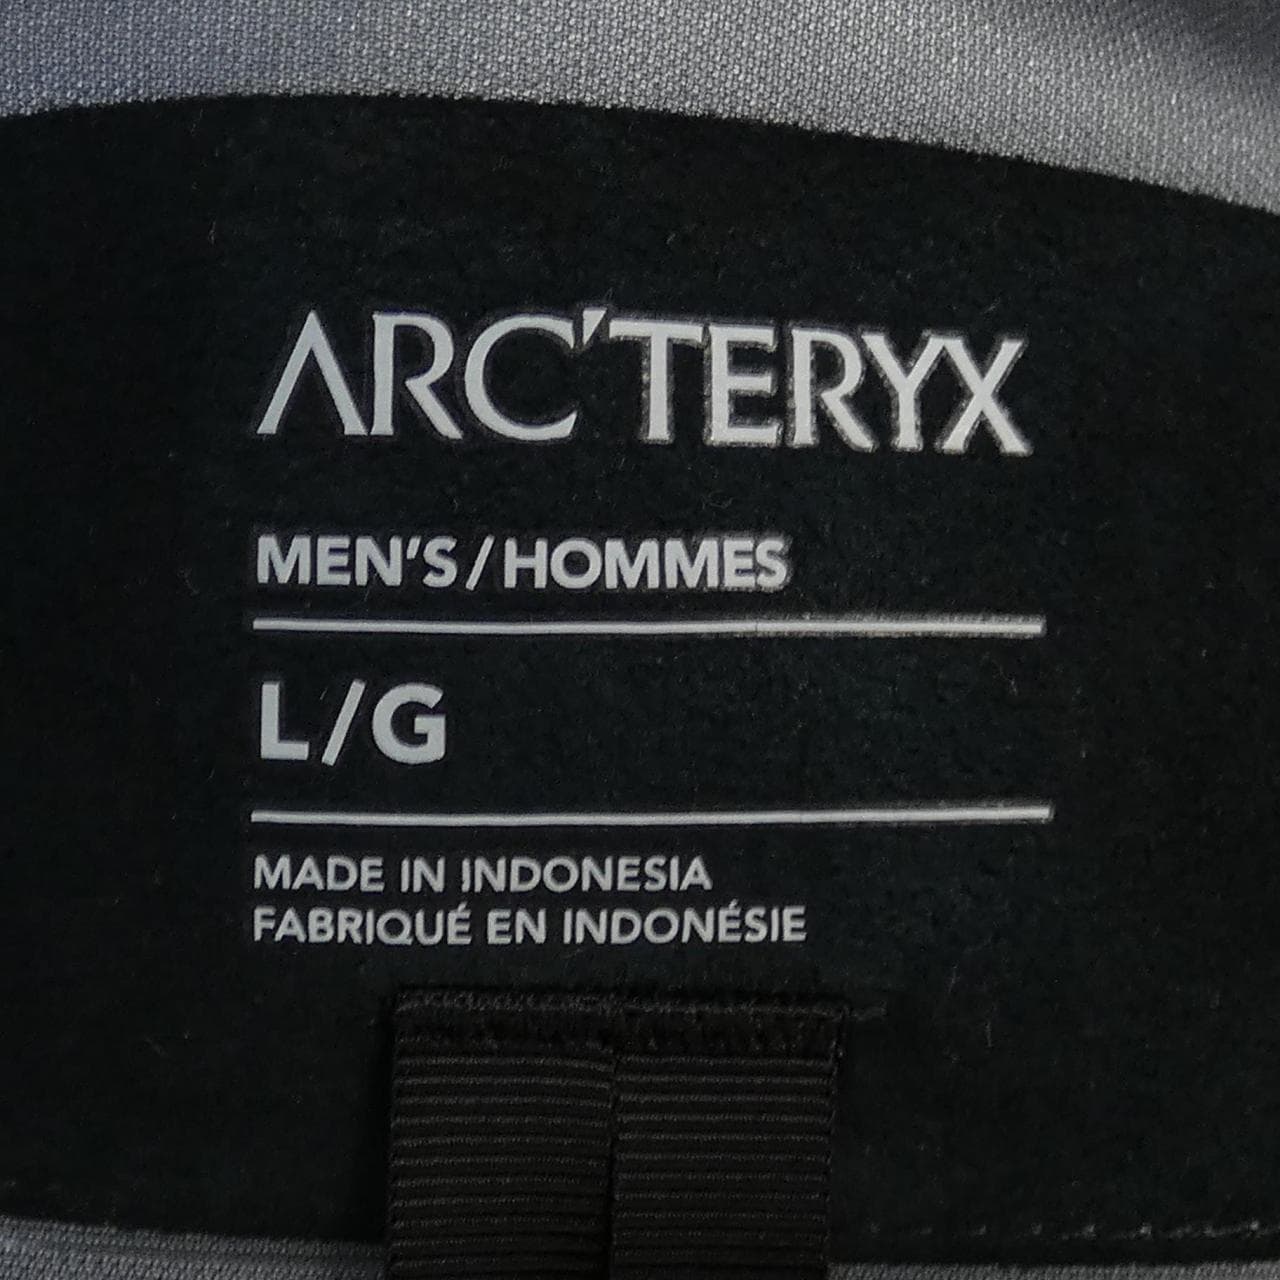 ARC'TERYX
MEN'S/HOMMES
L/G
MADE IN INDONESIA
FABRIQUÉ EN INDONÉSIE